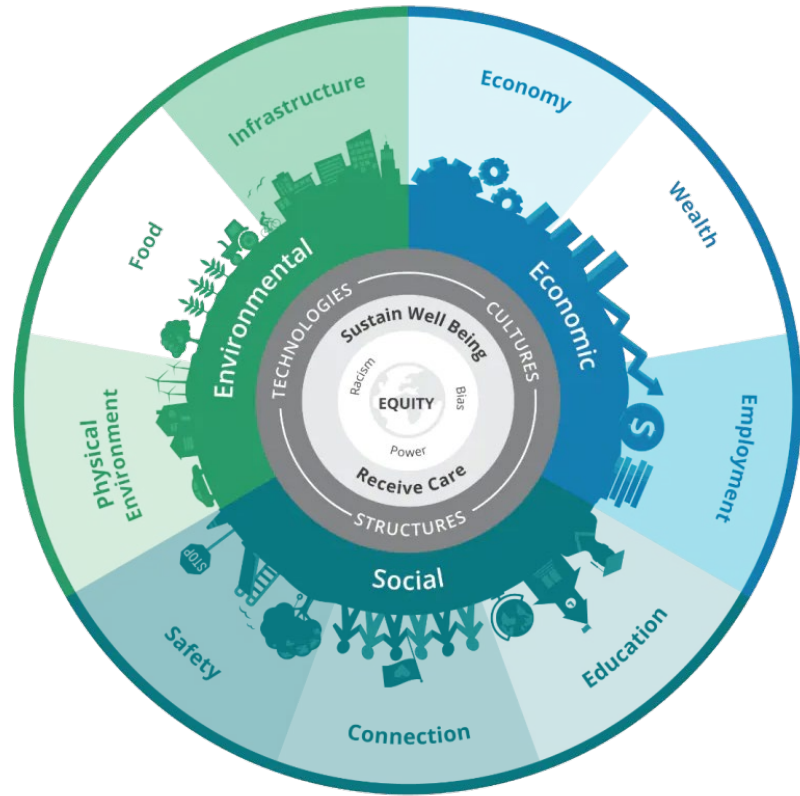 Infrastructure
Economy
Wealth
Employment
Education
Connection
Safety
Physical
Environment
Food
Environmental
Economic
Social
TECHNOLOGIES
CULTURES
STRUCTURES
Sustain Well Being
Receive Care
Racism
Bias
Power
EQUITY
STOP
$